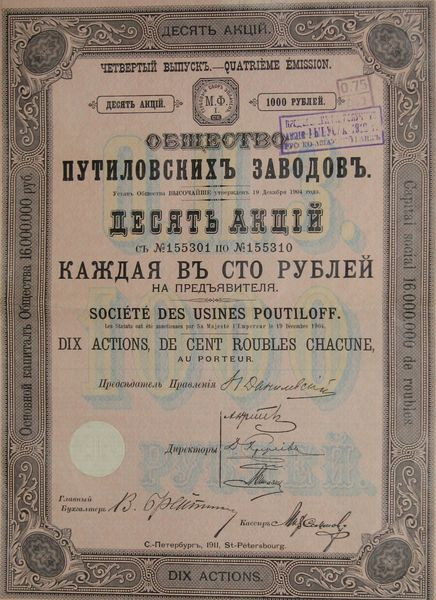 ДЕСЯТЬ АКЦІЙ.
ЧЕТВЕРТЫЙ ВЫПУСКЪ.—QUATRIÈME ÉMISSION.
ДЕСЯТЬ АКЦІЙ.
М.Ф.
1000 РУБЛЕЙ.
0.75
ОБЩЕСТВО
ПУТИЛОВСКИХЪ ЗАВОДОВЪ.
Уставъ Общества ВЫСОЧАЙШЕ утвержденъ 19 Декабря 1904 года.
ДЕСЯТЬ АКЦІЙ
съ №155301 по №155310
КАЖДАЯ ВЪ СТО РУБЛЕЙ
НА ПРЕДЪЯВИТЕЛЯ.
SOCIÉTÉ DES USINES POUTILOFF.
Les Statuts ont été sanctionnés par Sa Majesté l'Empereur le 19 Décembre 1904.
DIX ACTIONS, DE CENT ROUBLES CHACUNE,
AU PORTEUR.
Предсѣдатель Правленія
Директоры
Главный
Бухгалтеръ
Кассиръ
С.-Петербургъ, 1911, St-Pétersbourg.
DIX ACTIONS.
Основной капиталъ Общества 16.000.000 руб.
Capital social 16.000.000 de roubles
1000
РУБЛЕЙ.